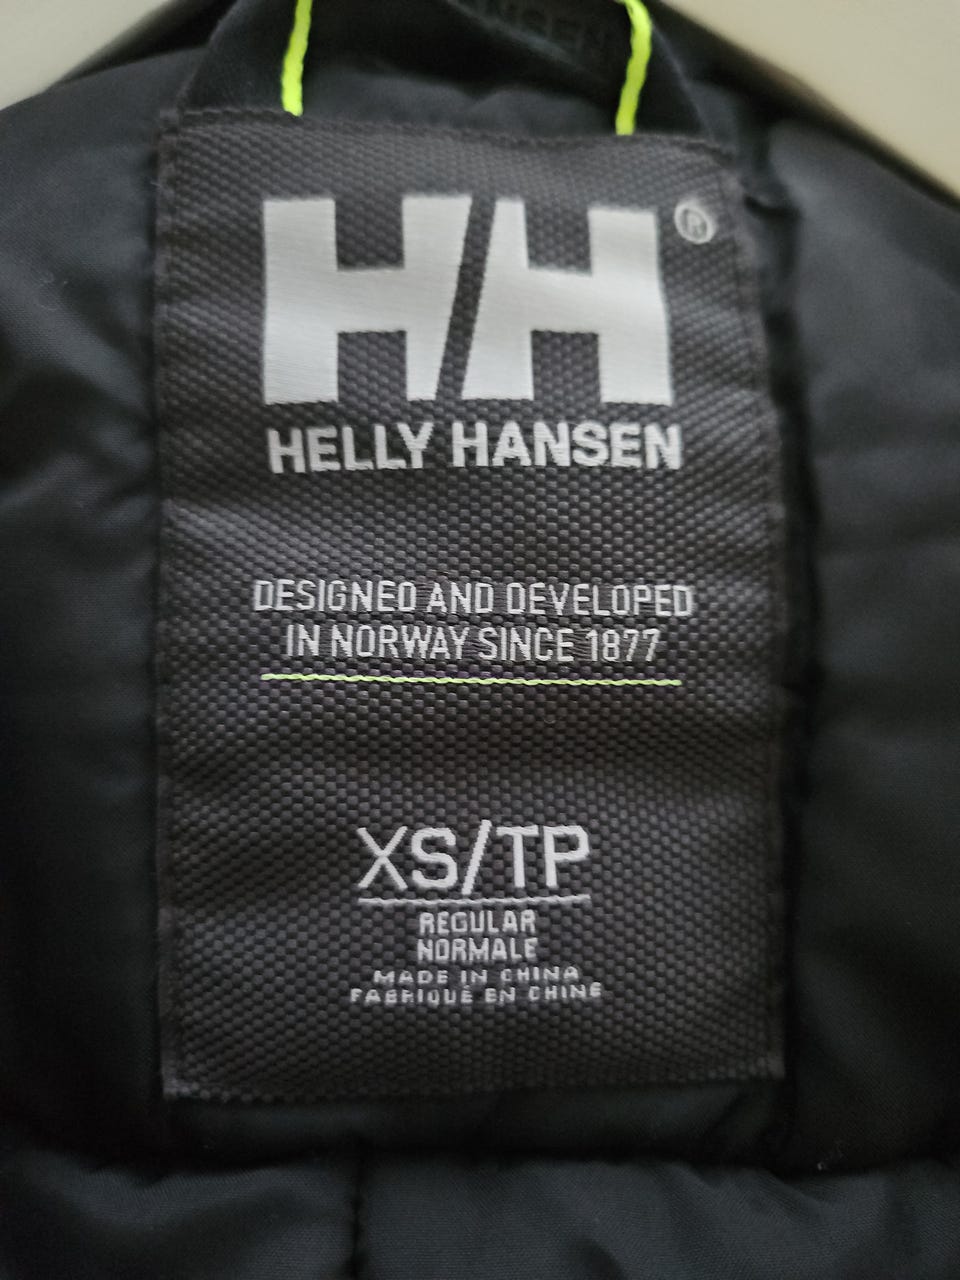 HANSEN
HH®
HELLY HANSEN
DESIGNED AND DEVELOPED
IN NORWAY SINCE 1877
XS/TP
REGULAR
NORMALE
MADE IN CHINA
FABRIQUÉ EN CHINE